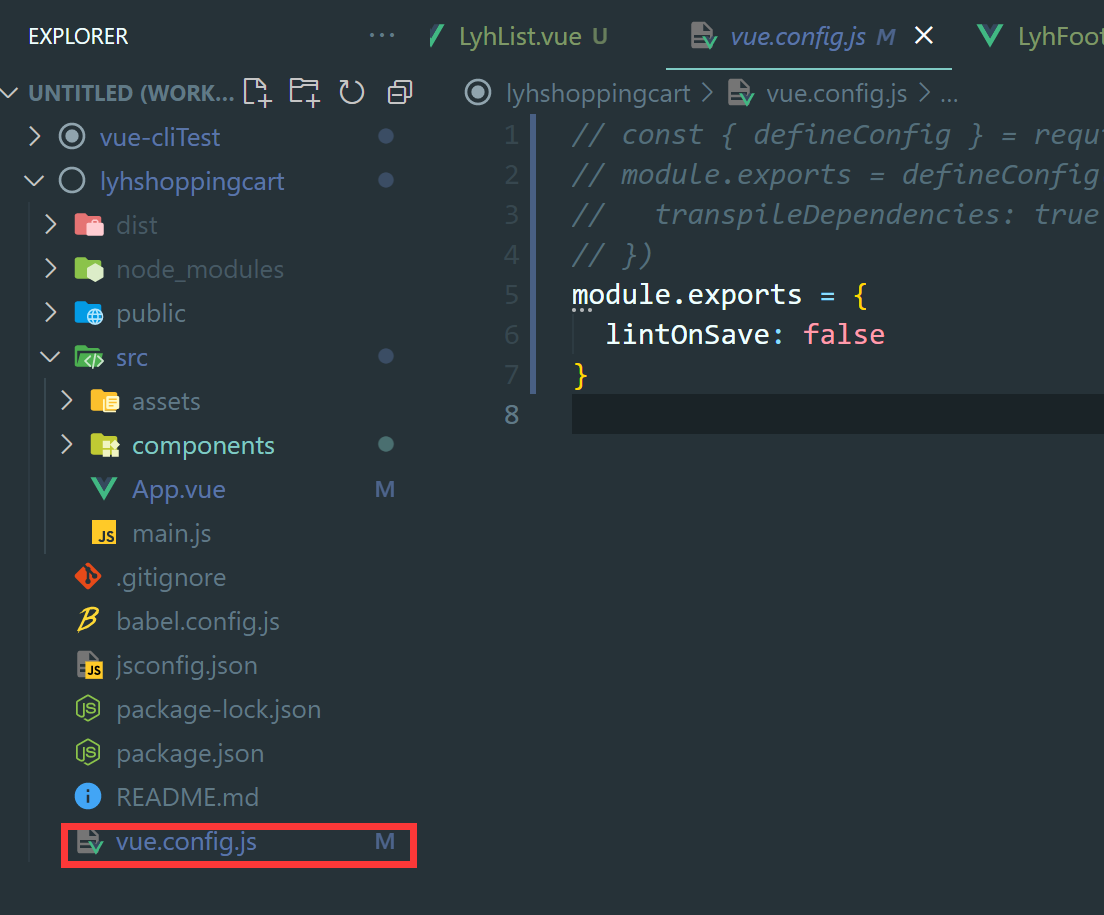 EXPLORER ...
LyhList.vue U
vue.config.js M
LyhFoot
UNTITLED (WORK...
lyhshoppingcart > vue.config.js > ...
vue-cliTest
lyhshoppingcart
dist
node_modules
public
src
assets
components
App.vue M
main.js
.gitignore
babel.config.js
jsconfig.json
package-lock.json
package.json
README.md
vue.config.js M
1 // const { defineConfig } = requ
2 // module.exports = defineConfig
3 //   transpileDependencies: true
4 // })
5 module.exports = {
6   lintOnSave: false
7 }
8